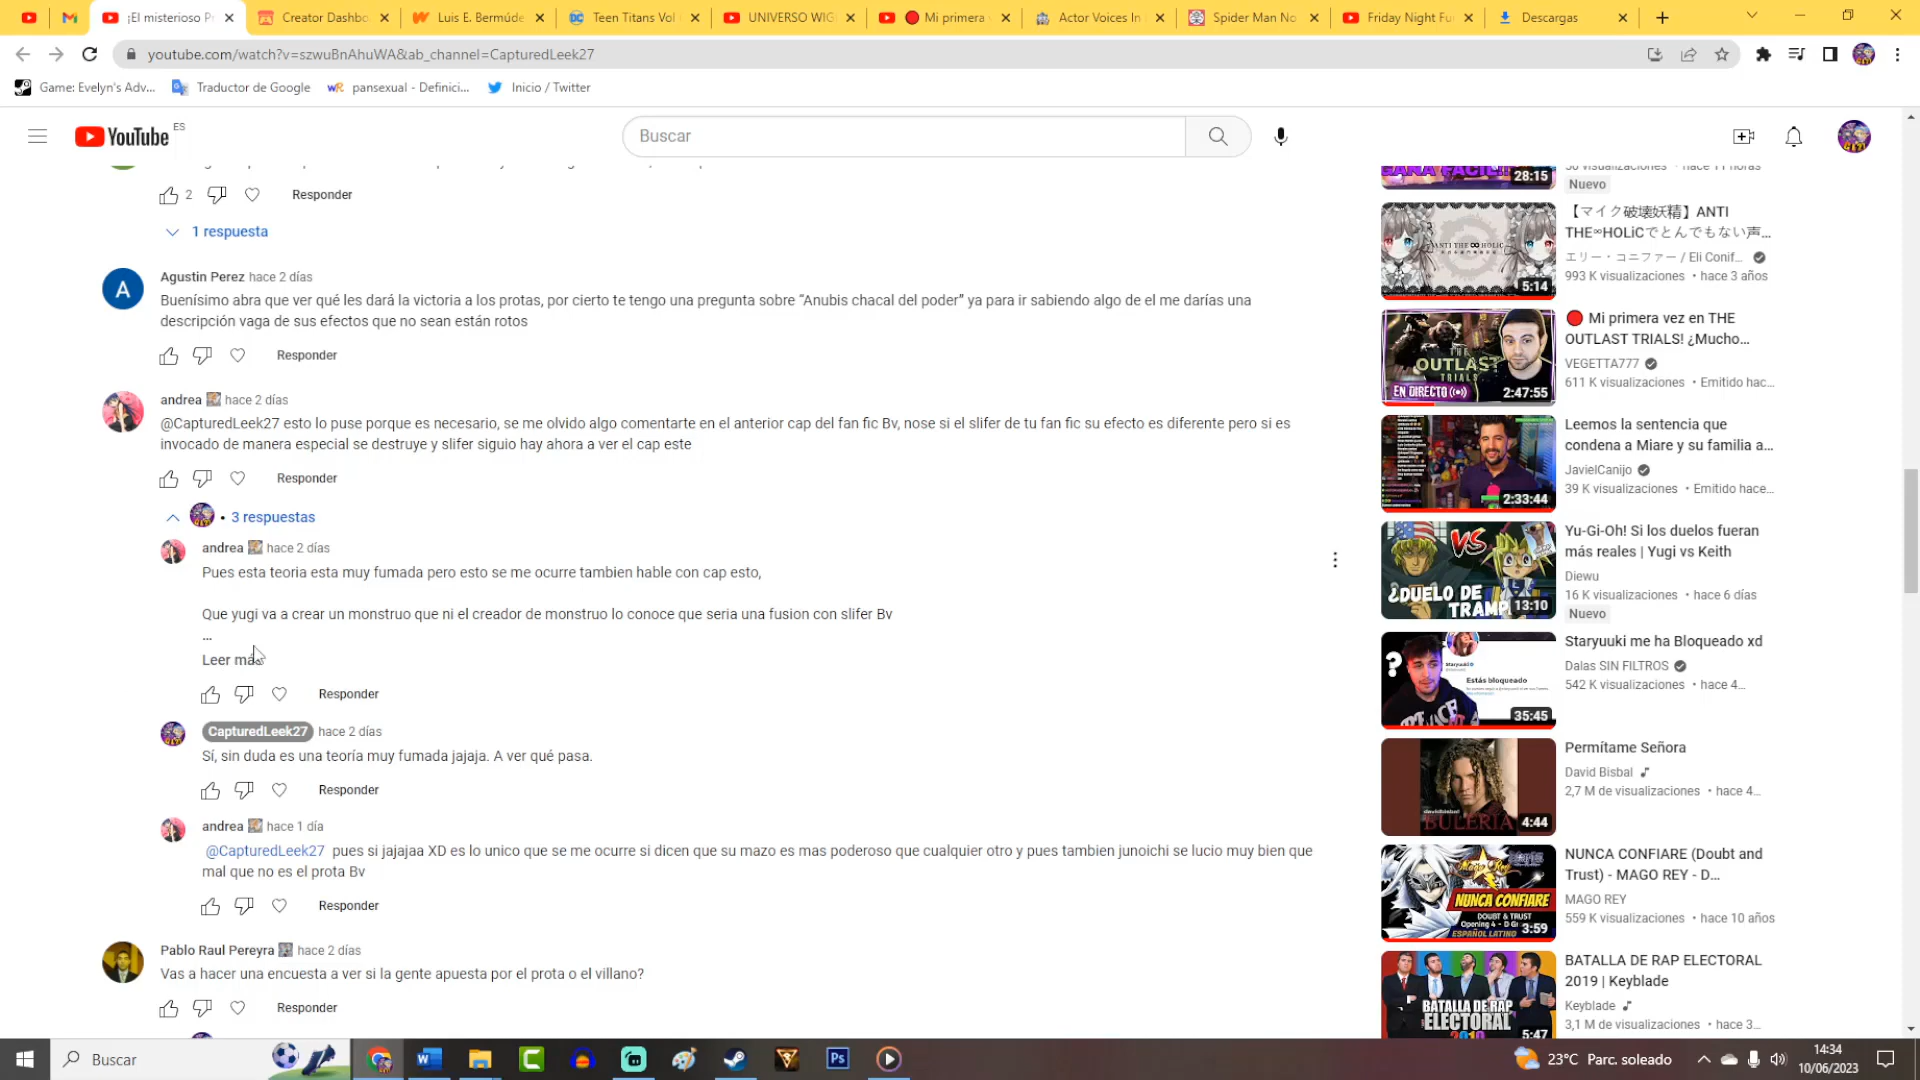 ¡El misterioso P
Creator Dashbo
Luis E. Bermúde
Teen Titans Vol
UNIVERSO WIG
Mi primera
Actor Voices In
Spider Man No
Friday Night Fu
Descargas
youtube.com/watch?v=szwuBnAhuWA&ab_channel=CapturedLeek27
Game: Evelyn's Adv...
Traductor de Google
pansexual - Definici...
Inicio / Twitter
YouTube ES
Buscar
2
Responder
1 respuesta
Agustin Perez hace 2 días
Buenísimo abra que ver qué les dará la victoria a los protas, por cierto te tengo una pregunta sobre “Anubis chacal del poder” ya para ir sabiendo algo de el me darías una
descripción vaga de sus efectos que no sean están rotos
Responder
andrea hace 2 días
@CapturedLeek27 esto lo puse porque es necesario, se me olvido algo comentarte en el anterior cap del fan fic Bv, nose si el slifer de tu fan fic su efecto es diferente pero si es
invocado de manera especial se destruye y slifer siguio hay ahora a ver el cap este
Responder
3 respuestas
andrea hace 2 días
Pues esta teoria esta muy fumada pero esto se me ocurre tambien hable con cap esto,
Que yugi va a crear un monstruo que ni el creador de monstruo lo conoce que seria una fusion con slifer Bv
...
Leer más
Responder
CapturedLeek27 hace 2 días
Sí, sin duda es una teoría muy fumada jajaja. A ver qué pasa.
Responder
andrea hace 1 día
@CapturedLeek27 pues si jajajaa XD es lo unico que se me ocurre si dicen que su mazo es mas poderoso que cualquier otro y pues tambien junoichi se lucio muy bien que
mal que no es el prota Bv
Responder
Pablo Raul Pereyra hace 2 días
Vas a hacer una encuesta a ver si la gente apuesta por el prota o el villano?
Responder
28:15
Nuevo
ANTI THE∞HOLiC
5:14
【マイク破壊妖精】ANTI
THE∞HOLiCでとんでもない声...
エリー・コニファー / Eli Conif...
993 K visualizaciones • hace 3 años
THE
OUTLAST
TRIALS
EN DIRECTO
2:47:55
Mi primera vez en THE
OUTLAST TRIALS! ¿Mucho...
VEGETTA777
611 K visualizaciones • Emitido hac...
2:33:44
Leemos la sentencia que
condena a Miare y su familia a...
JavielCanijo
39 K visualizaciones • Emitido hace...
VS
¿DUELO DE
TRAMP
13:10
Yu-Gi-Oh! Si los duelos fueran
más reales | Yugi vs Keith
Diewu
16 K visualizaciones • hace 6 días
Nuevo
?
Staryuuki
Estás bloqueado
35:45
Staryuuki me ha Bloqueado xd
Dalas SIN FILTROS
542 K visualizaciones • hace 4...
BULERIA
4:44
Permítame Señora
David Bisbal
2,7 M de visualizaciones • hace 4...
Mago Rey
NUNCA CONFIARE
DOUBT & TRUST
ESPAÑOL LATINO
3:59
NUNCA CONFIARE (Doubt and
Trust) - MAGO REY - D...
MAGO REY
559 K visualizaciones • hace 10 años
BATALLA DE RAP
ELECTORAL
2019
5:47
BATALLA DE RAP ELECTORAL
2019 | Keyblade
Keyblade
3,1 M de visualizaciones • hace 3...
Buscar
Ps
23°C Parc. soleado
14:34
10/06/2023